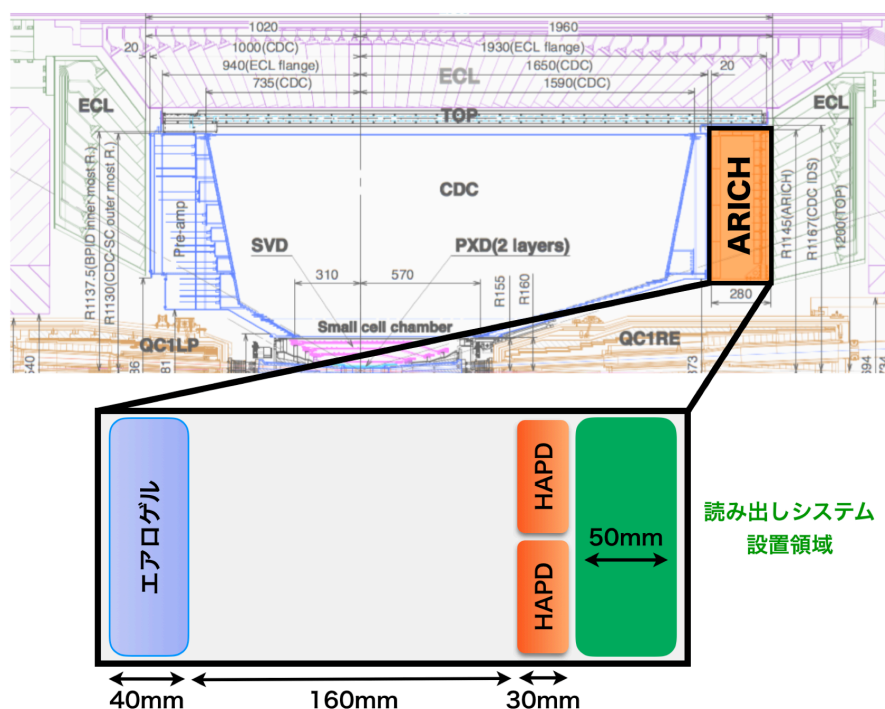 1020
1960
20
1000(CDC)
1930(ECL flange)
940(ECL flange)
ECL
1650(CDC)
20
735(CDC)
1590(CDC)
ECL
ECL
TOP
CDC
ARICH
R1137.5(BPID inner most R.)
R1130(CDC-SC outer most R.)
Pre-amp
R1145(ARICH)
R1167(CDC IDS)
1200(TOP)
SVD
PXD(2 layers)
310
570
R155
R160
280
Small cell chamber
QC1LP
QC1RE
エアロゲル
HAPD
HAPD
50mm
読み出しシステム
設置領域
40mm
160mm
30mm